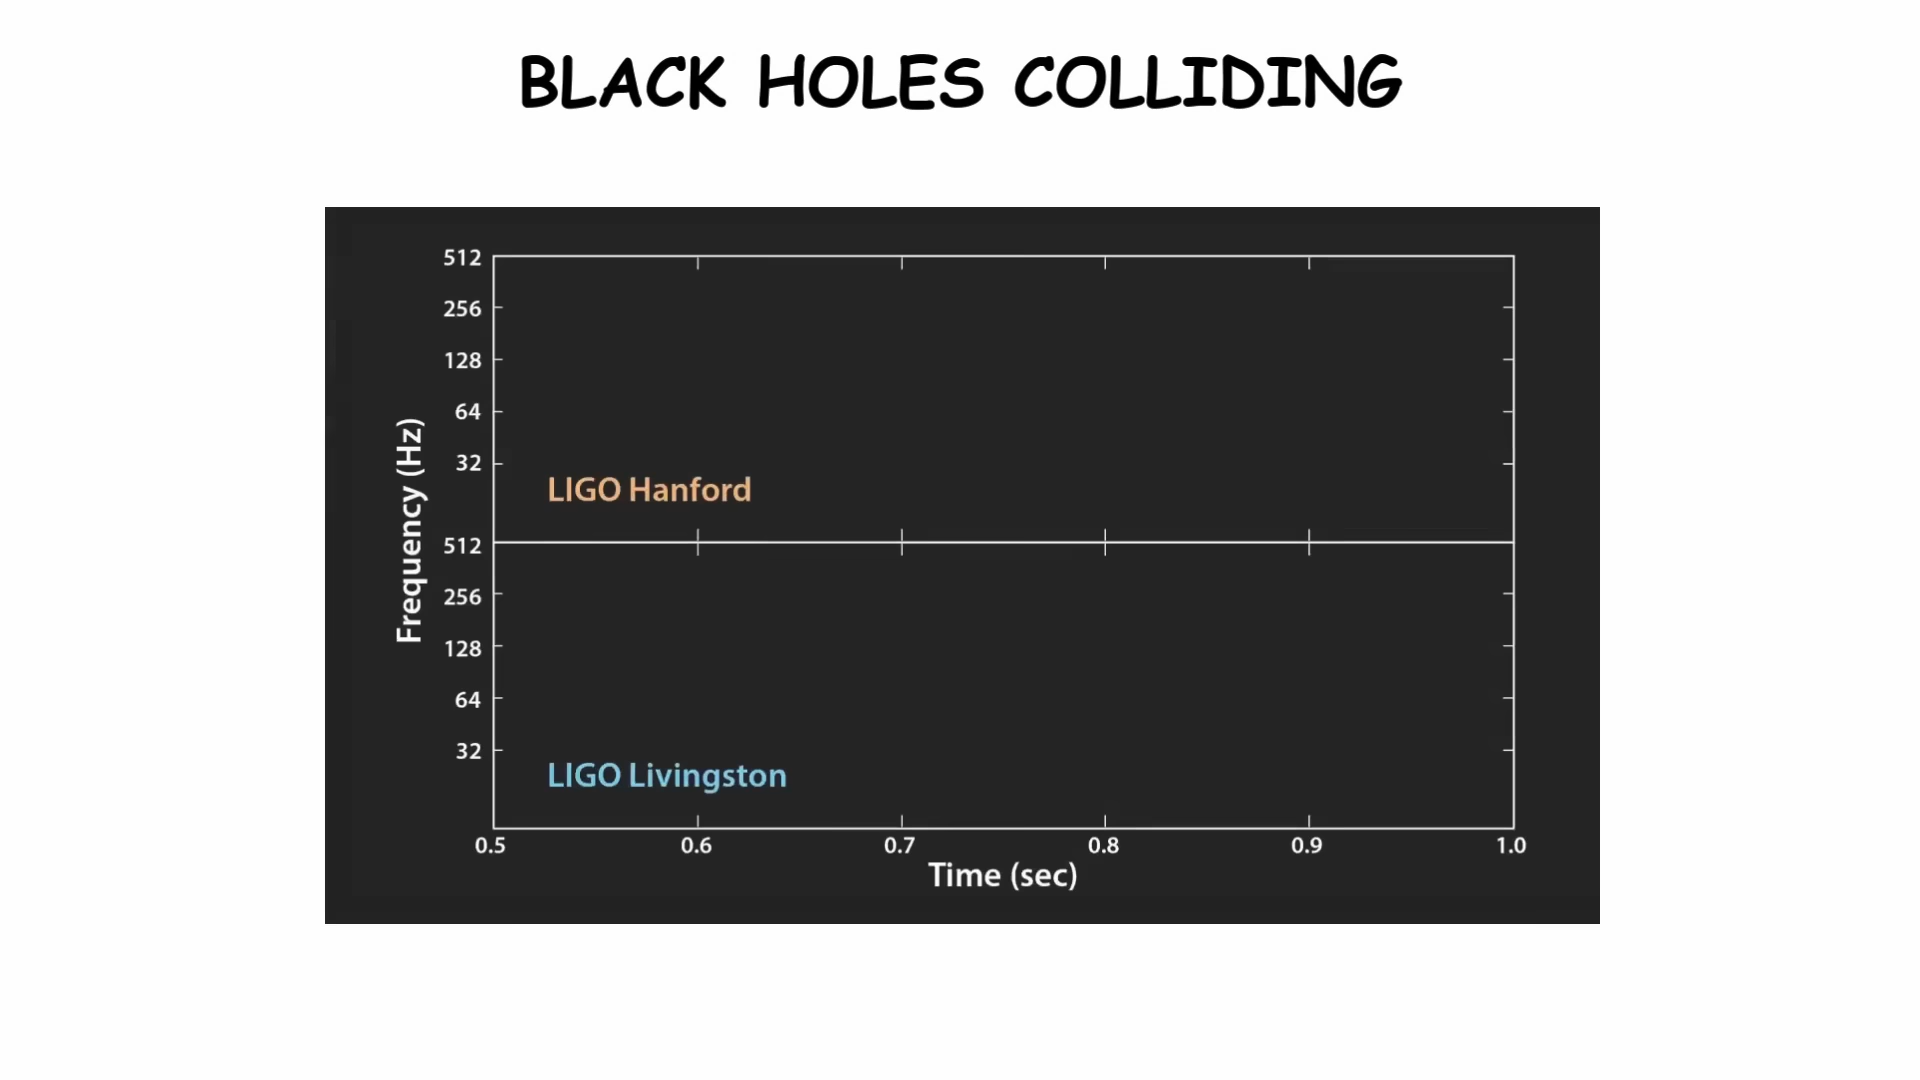 BLACK HOLES COLLIDING
Frequency (Hz)
512
256
128
64
32
LIGO Hanford
512
256
128
64
32
LIGO Livingston
0.5 0.6 0.7 0.8 0.9 1.0
Time (sec)